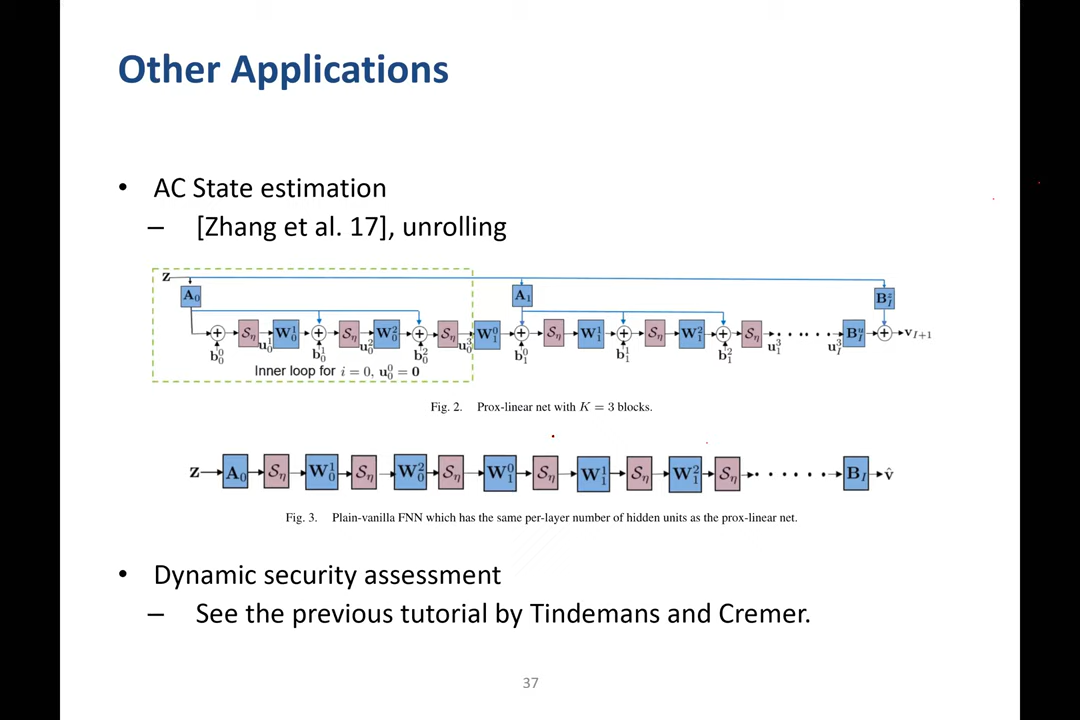 Other Applications
• AC State estimation
– [Zhang et al. 17], unrolling
z
A₀ A₁ Bᶻ_I
+ S_η W₀¹ + S_η W₀² + S_η W₁⁰ + S_η W₁¹ + S_η W₁² + S_η · · · · · · Bᵘ_I + v_{I+1}
b₀⁰ u₀¹ b₀¹ u₀² b₀² u₀³ b₁⁰ b₁¹ b₁² u₁³ u_I³
Inner loop for i = 0, u₀⁰ = 0
Fig. 2. Prox-linear net with K = 3 blocks.
z A₀ S_η W₀¹ S_η W₀² S_η W₁⁰ S_η W₁¹ S_η W₁² S_η · · · · · · B_I v̂
Fig. 3. Plain-vanilla FNN which has the same per-layer number of hidden units as the prox-linear net.
• Dynamic security assessment
– See the previous tutorial by Tindemans and Cremer.
37